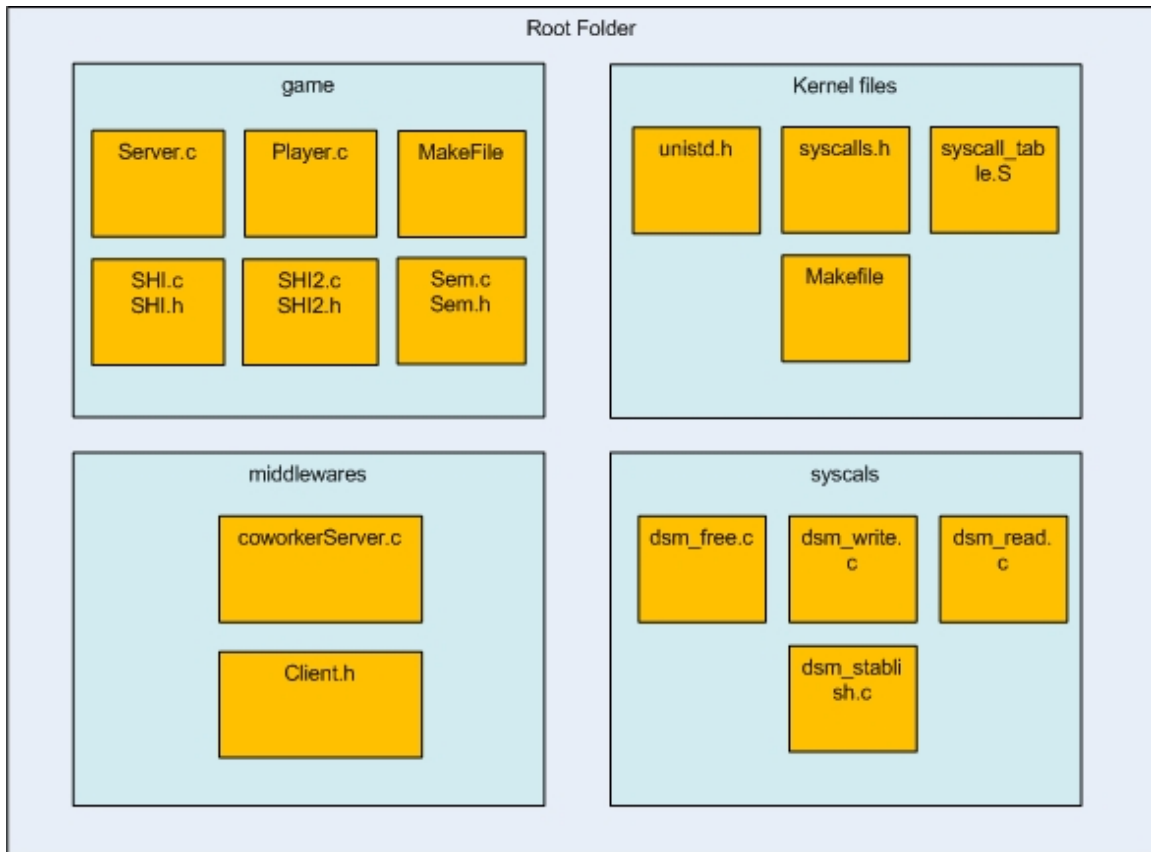 Root Folder
game
Server.c
Player.c
MakeFile
SHI.c
SHI.h
SHI2.c
SHI2.h
Sem.c
Sem.h
Kernel files
unistd.h
syscalls.h
syscall_tab
le.S
Makefile
middlewares
coworkerServer.c
Client.h
syscals
dsm_free.c
dsm_write.
c
dsm_read.
c
dsm_stabli
sh.c